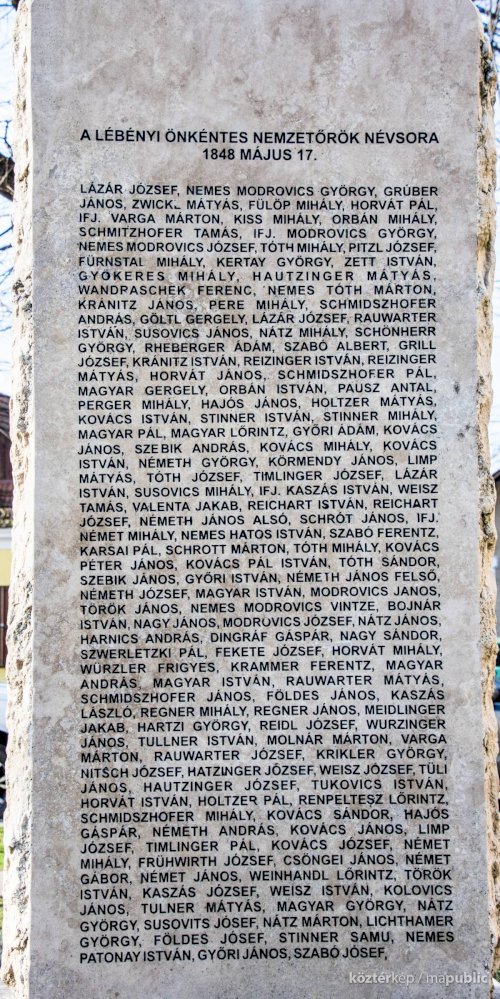 A LÉBÉNYI ÖNKÉNTES NEMZETŐRÖK NÉVSORA
1848 MÁJUS 17.
LÁZÁR JÓZSEF, NEMES MODROVICS GYÖRGY, GRÚBER
JÁNOS, ZWICKL MÁTYÁS, FÜLÖP MIHÁLY, HORVÁT PÁL,
IFJ. VARGA MÁRTON, KISS MIHÁLY, ORBÁN MIHÁLY,
SCHMITZHOFER TAMÁS, IFJ. MODROVICS GYÖRGY,
NEMES MODROVICS JÓZSEF, TÓTH MIHÁLY, PITZL JÓZSEF,
FÜRNSTAL MIHÁLY, KERTAY GYÖRGY, ZETT ISTVÁN,
GYÖKERES MIHÁLY, HAUTZINGER MÁTYÁS,
WANDPASCHEK FERENC, NEMES TÓTH MÁRTON,
KRÁNITZ JÁNOS, PERE MIHÁLY, SCHMIDSZHOFER
ANDRÁS, GÖLTL GERGELY, LÁZÁR JÓZSEF, RAUWARTER
ISTVÁN, SUSOVICS JÁNOS, NÁTZ MIHÁLY, SCHÖNHERR
GYÖRGY, RHEBERGER ÁDÁM, SZABÓ ALBERT, GRILL
JÓZSEF, KRÁNITZ ISTVÁN, REIZINGER ISTVÁN, REIZINGER
MÁTYÁS, HORVÁT JÁNOS, SCHMIDSZHOFER PÁL,
MAGYAR GERGELY, ORBÁN ISTVÁN, PAUSZ ANTAL,
PERGER MIHÁLY, HAJÓS JÁNOS, HOLTZER MÁTYÁS,
KOVÁCS ISTVÁN, STINNER ISTVÁN, STINNER MIHÁLY,
MAGYAR PÁL, MAGYAR LŐRINTZ, GYŐRI ÁDÁM, KOVÁCS
JÁNOS, SZEBIK ANDRÁS, KOVÁCS MIHÁLY, KOVÁCS
ISTVÁN, NÉMETH GYÖRGY, KÖRMENDY JÁNOS, LIMP
MÁTYÁS, TÓTH JÓZSEF, TIMLINGER JÓZSEF, LÁZÁR
ISTVÁN, SUSOVICS MIHÁLY, IFJ. KASZÁS ISTVÁN, WEISZ
TAMÁS, VALENTA JAKAB, REICHART ISTVÁN, REICHART
JÓZSEF, NÉMETH JÁNOS ALSÓ, SCHRÓT JÁNOS, IFJ.
NÉMET MIHÁLY, NEMES HATOS ISTVÁN, SZABÓ FERENTZ,
KARSAI PÁL, SCHROTT MÁRTON, TÓTH MIHÁLY, KOVÁCS
PÉTER JÁNOS, KOVÁCS PÁL ISTVÁN, TÓTH SÁNDOR,
SZEBIK JÁNOS, GYŐRI ISTVÁN, NÉMETH JÁNOS FELSŐ,
NÉMETH JÓZSEF, MAGYAR ISTVÁN, MODROVICS JÁNOS,
TÖRÖK JÁNOS, NEMES MODROVICS VINTZE, BOJNÁR
ISTVÁN, NAGY JÁNOS, MODROVICS JÓZSEF, NÁTZ JÁNOS,
HARNICS ANDRÁS, DINGRÁF GÁSPÁR, NAGY SÁNDOR,
SZWERLETZKI PÁL, FEKETE JÓZSEF, HORVÁT MIHÁLY,
WÜRZLER FRIGYES, KRAMMER FERENTZ, MAGYAR
ANDRÁS, MAGYAR ISTVÁN, RAUWARTER MÁTYÁS,
SCHMIDSZHOFER JÁNOS, FÖLDES JÁNOS, KASZÁS
LÁSZLÓ, REGNER MIHÁLY, REGNER JÁNOS, MEIDLINGER
JAKAB, HARTZI GYÖRGY, REIDL JÓZSEF, WURZINGER
JÁNOS, TULLNER ISTVÁN, MOLNÁR MÁRTON, VARGA
MÁRTON, RAUWARTER JÓZSEF, KRIKLER GYÖRGY,
NITSCH JÓZSEF, HATZINGER JÓZSEF, WEISZ JÓZSEF, TÜLI
JÁNOS, HAUTZINGER JÓZSEF, TUKOVICS ISTVÁN,
HORVÁT ISTVÁN, HOLTZER PÁL, RENPELTESZ LŐRINTZ,
SCHMIDSZHOFER MIHÁLY, KOVÁCS SÁNDOR, HAJÓS
GÁSPÁR, NÉMETH ANDRÁS, KOVÁCS JÁNOS, LIMP
JÓZSEF, TIMLINGER PÁL, KOVÁCS JÓZSEF, NÉMET
MIHÁLY, FRÜHWIRTH JÓZSEF, CSÖNGEI JÁNOS, NÉMET
GÁBOR, NÉMET JÁNOS, WEINHANDL LŐRINTZ, TÖRÖK
ISTVÁN, KASZÁS JÓZSEF, WEISZ ISTVÁN, KOLOVICS
JÁNOS, TULNER MÁTYÁS, MAGYAR GYÖRGY, NÁTZ
GYÖRGY, SUSOVITS JÓSEF, NÁTZ MÁRTON, LICHTHAMER
GYÖRGY, FÖLDES JÓSEF, STINNER SAMU, NEMES
PATONAY ISTVÁN, GYŐRI JÁNOS, SZABÓ JÓSEF,
köztérkép / mapublic